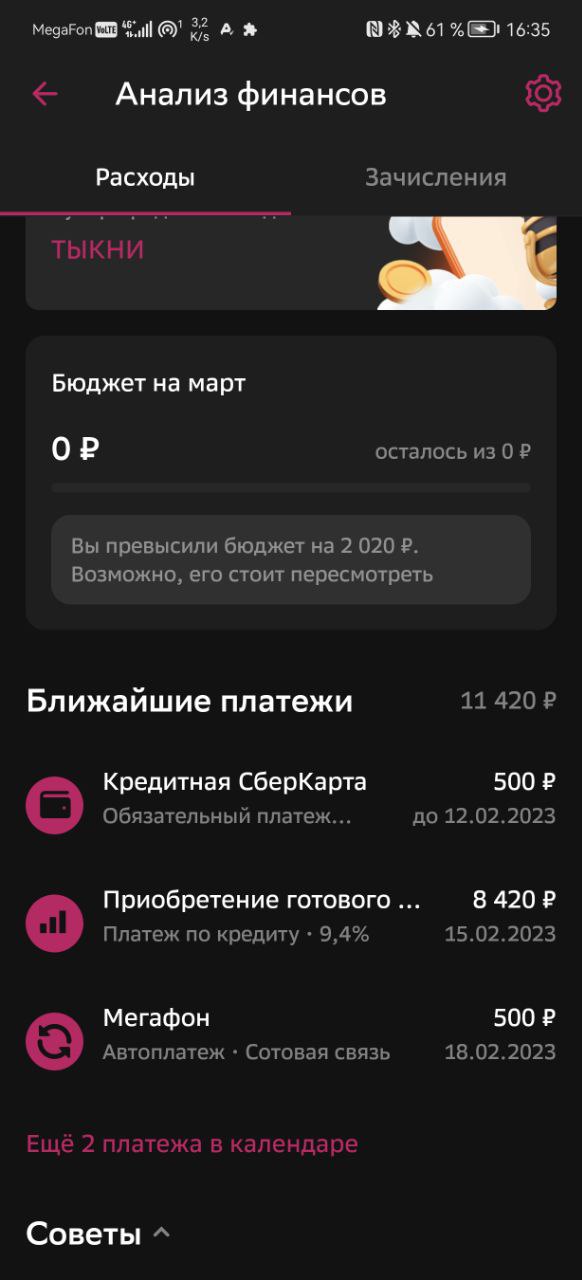 MegaFon VoLTE 4G+ 1 3,2 K/s 61 % 16:35
Анализ финансов
Расходы Зачисления
ТЫКНИ
Бюджет на март
0 ₽ осталось из 0 ₽
Вы превысили бюджет на 2 020 ₽.
Возможно, его стоит пересмотреть
Ближайшие платежи 11 420 ₽
Кредитная СберКарта 500 ₽
Обязательный платеж... до 12.02.2023
Приобретение готового ... 8 420 ₽
Платеж по кредиту · 9,4% 15.02.2023
Мегафон 500 ₽
Автоплатеж · Сотовая связь 18.02.2023
Ещё 2 платежа в календаре
Советы